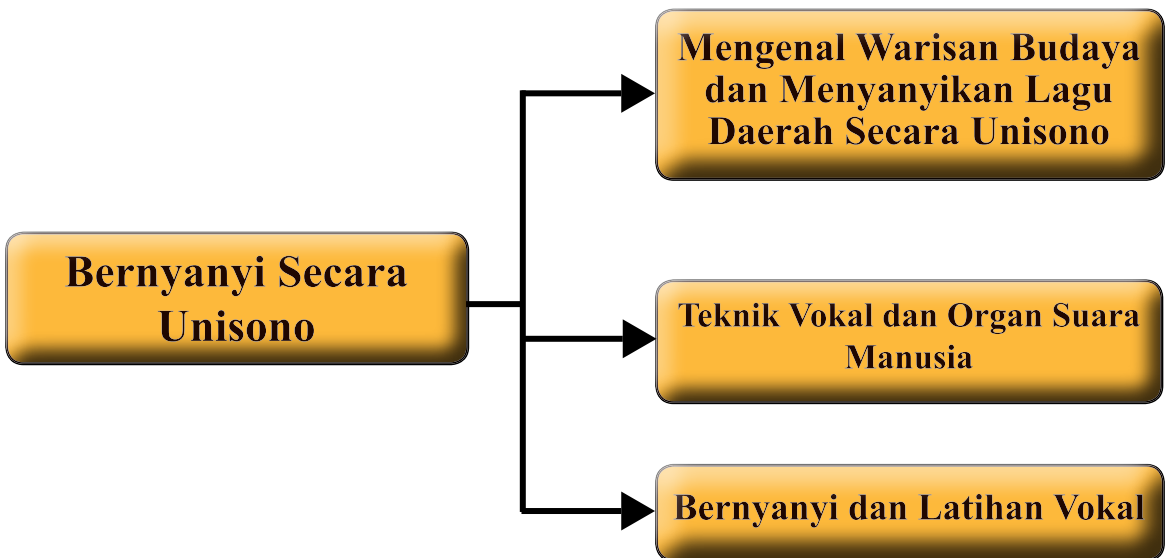 Bernyanyi Secara
Unisono
Mengenal Warisan Budaya
dan Menyanyikan Lagu
Daerah Secara Unisono
Teknik Vokal dan Organ Suara
Manusia
Bernyanyi dan Latihan Vokal